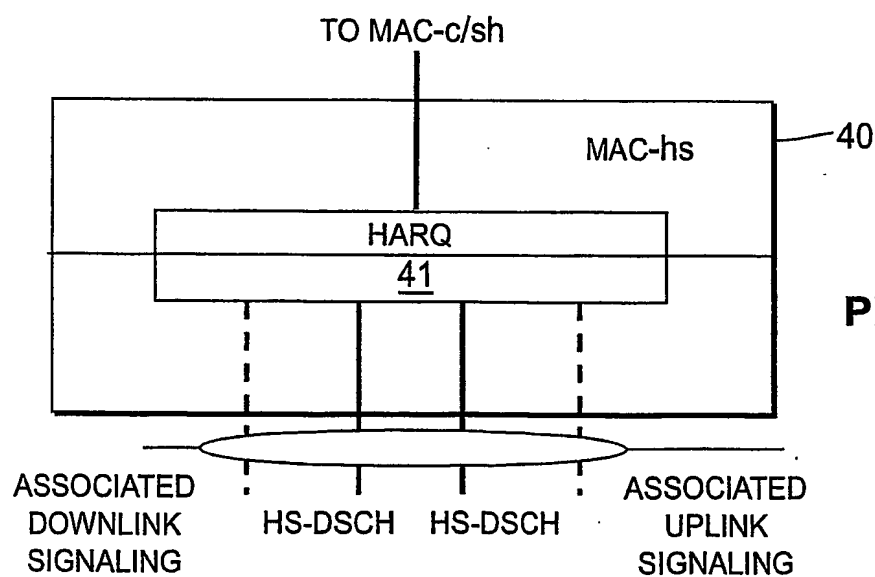 TO MAC-c/sh
40
MAC-hs
HARQ
41
P
ASSOCIATED
DOWNLINK
SIGNALING
HS-DSCH HS-DSCH
ASSOCIATED
UPLINK
SIGNALING